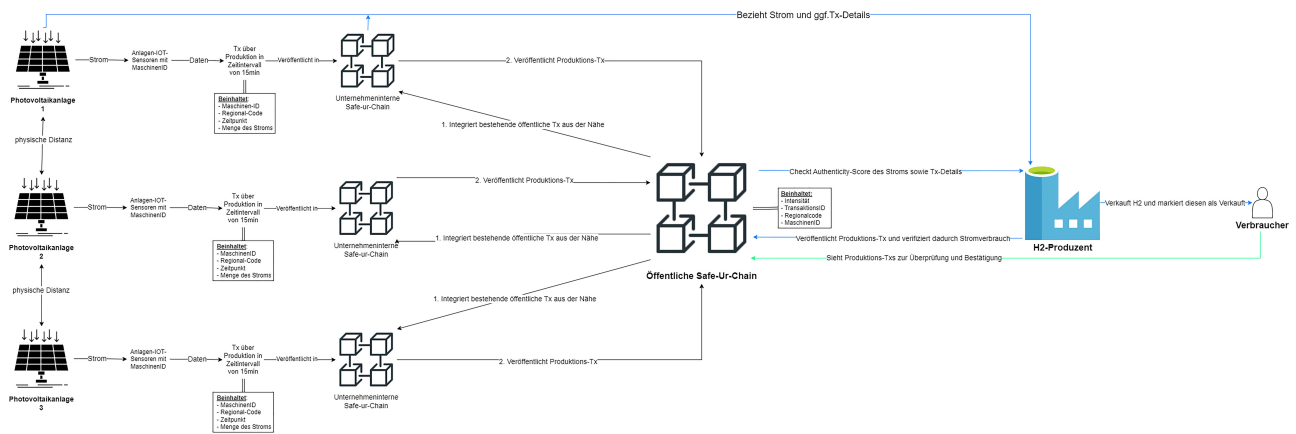 Bezieht Strom und ggf.Tx-Details
Strom
Anlagen-IOT-
Sensoren mit
MaschinenID
Daten
Tx über
Produktion in
Zeitintervall
von 15min
Veröffentlicht in
2. Veröffentlicht Produktions-Tx
Photovoltaikanlage
1
Beinhaltet:
- Maschinen-ID
- Regional-Code
- Zeitpunkt
- Menge des Stroms
Unternehmeninterne
Safe-ur-Chain
1. Integriert bestehende öffentliche Tx aus der Nähe
physische Distanz
Strom
Anlagen-IOT-
Sensoren mit
MaschinenID
Daten
Tx über
Produktion in
Zeitintervall
von 15min
Veröffentlicht in
2. Veröffentlicht Produktions-Tx
Photovoltaikanlage
2
Beinhaltet:
- MaschinenID
- Regional-Code
- Zeitpunkt
- Menge des Stroms
Unternehmeninterne
Safe-ur-Chain
1. Integriert bestehende öffentliche Tx aus der Nähe
Öffentliche Safe-Ur-Chain
Checkt Authenticity-Score des Stroms sowie Tx-Details
Beinhaltet:
- Intensität
- TransaktionsID
- Regionalcode
- MaschinenID
Veröffentlicht Produktions-Tx und verifiziert dadurch Stromverbrauch
H2-Produzent
Verkauft H2 und markiert diesen als Verkauft
Verbraucher
Sieht Produktions-Txs zur Überprüfung und Bestätigung
physische Distanz
1. Integriert bestehende öffentliche Tx aus der Nähe
Strom
Anlagen-IOT-
Sensoren mit
MaschinenID
Daten
Tx über
Produktion in
Zeitintervall
von 15min
Veröffentlicht in
2. Veröffentlicht Produktions-Tx
Photovoltaikanlage
3
Beinhaltet:
- MaschinenID
- Regional-Code
- Zeitpunkt
- Menge des Stroms
Unternehmeninterne
Safe-ur-Chain